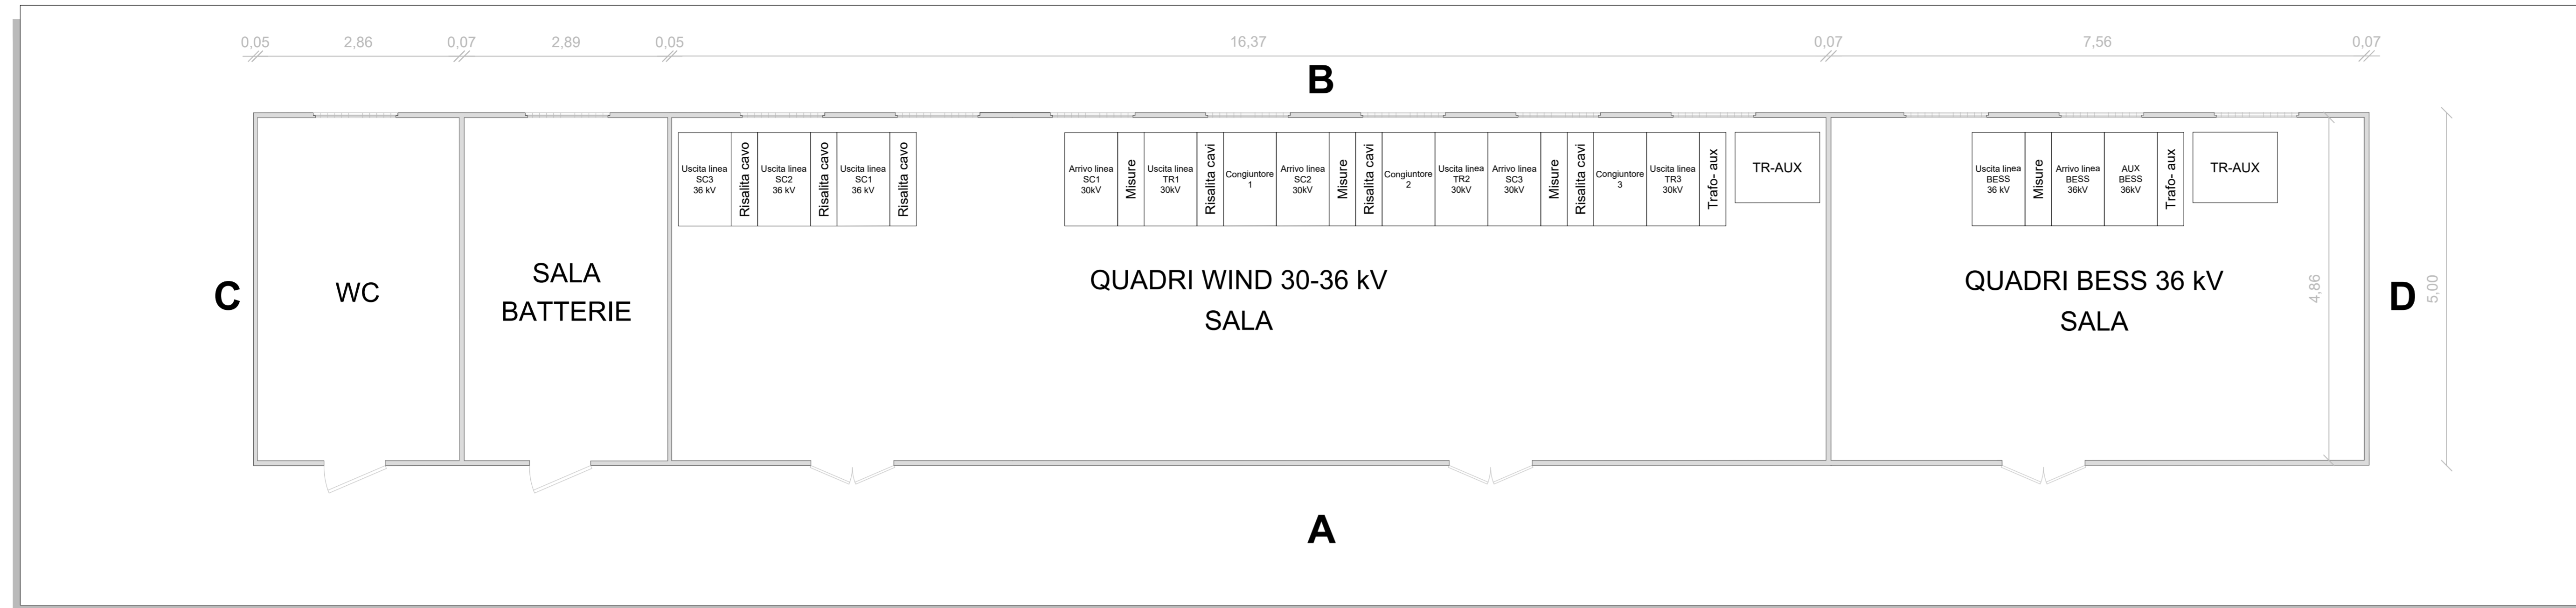 0,05 2,86 0,07 2,89 0,05 16,37 0,07 7,56 0,07
B
Uscita linea
SC3
36 kV
Risalita cavo
Uscita linea
SC2
36 kV
Risalita cavo
Uscita linea
SC1
36 kV
Risalita cavo
Arrivo linea
SC1
30kV
Misure
Uscita linea
TR1
30kV
Risalita cavi
Congiuntore
1
Arrivo linea
SC2
30kV
Misure
Risalita cavi
Congiuntore
2
Uscita linea
TR2
30kV
Arrivo linea
SC3
30kV
Misure
Risalita cavi
Congiuntore
3
Uscita linea
TR3
30kV
Trafo- aux
TR-AUX
Uscita linea
BESS
36 kV
Misure
Arrivo linea
BESS
36kV
AUX
BESS
36kV
Trafo- aux
TR-AUX
C
WC
SALA
BATTERIE
QUADRI WIND 30-36 kV
SALA
QUADRI BESS 36 kV
SALA
4,86
D
5,00
A